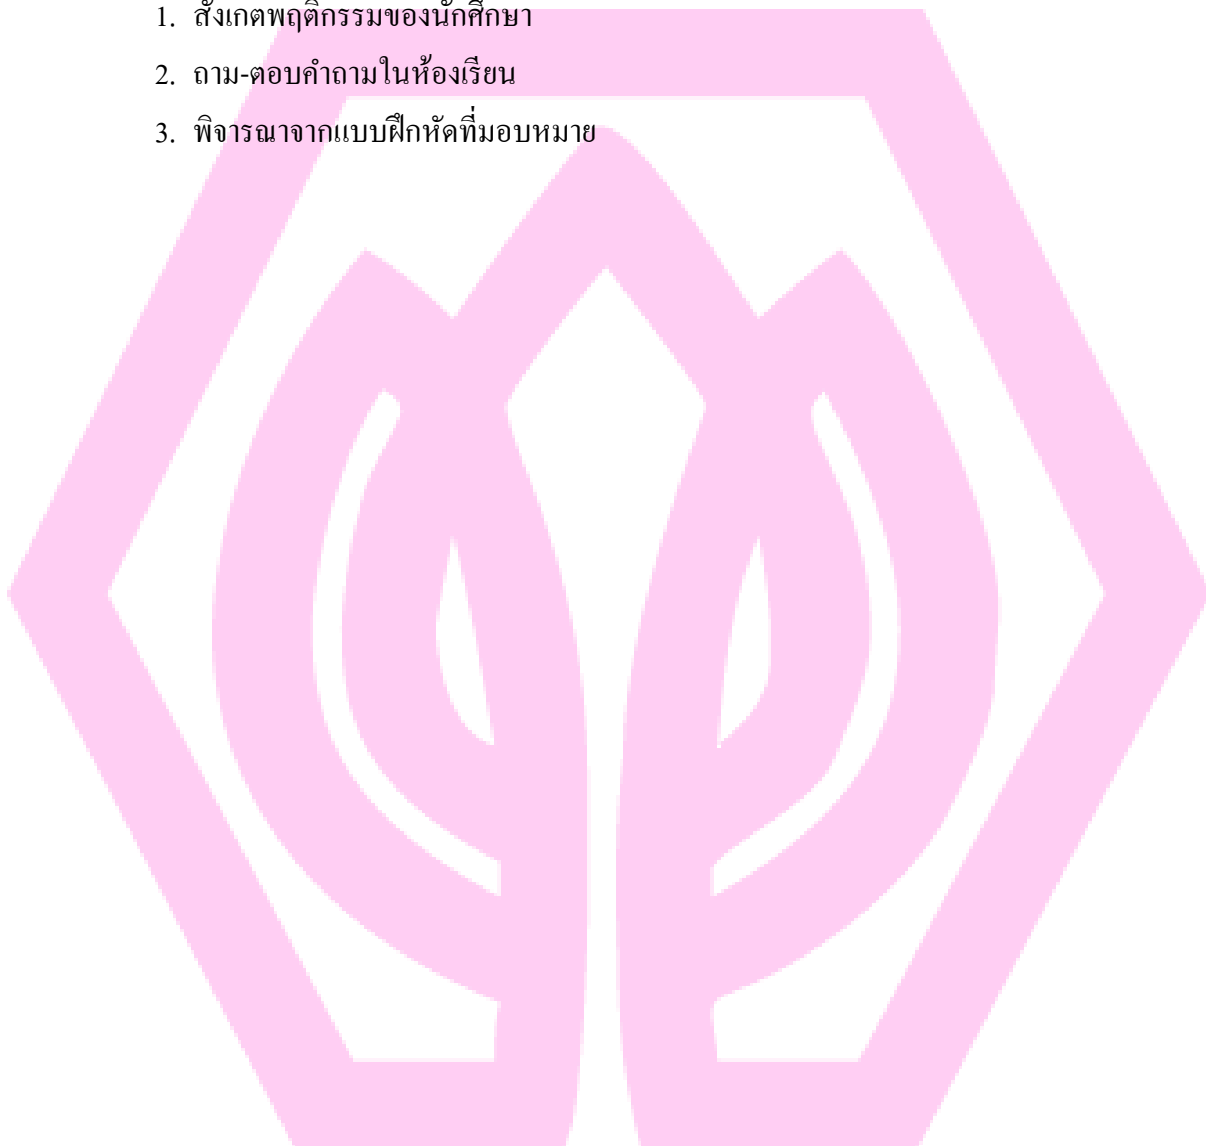 1. สังเกตพฤติกรรมของนักศึกษา
2. ถาม-ตอบคำถามในห้องเรียน
3. พิจารณาจากแบบฝึกหัดที่มอบหมาย